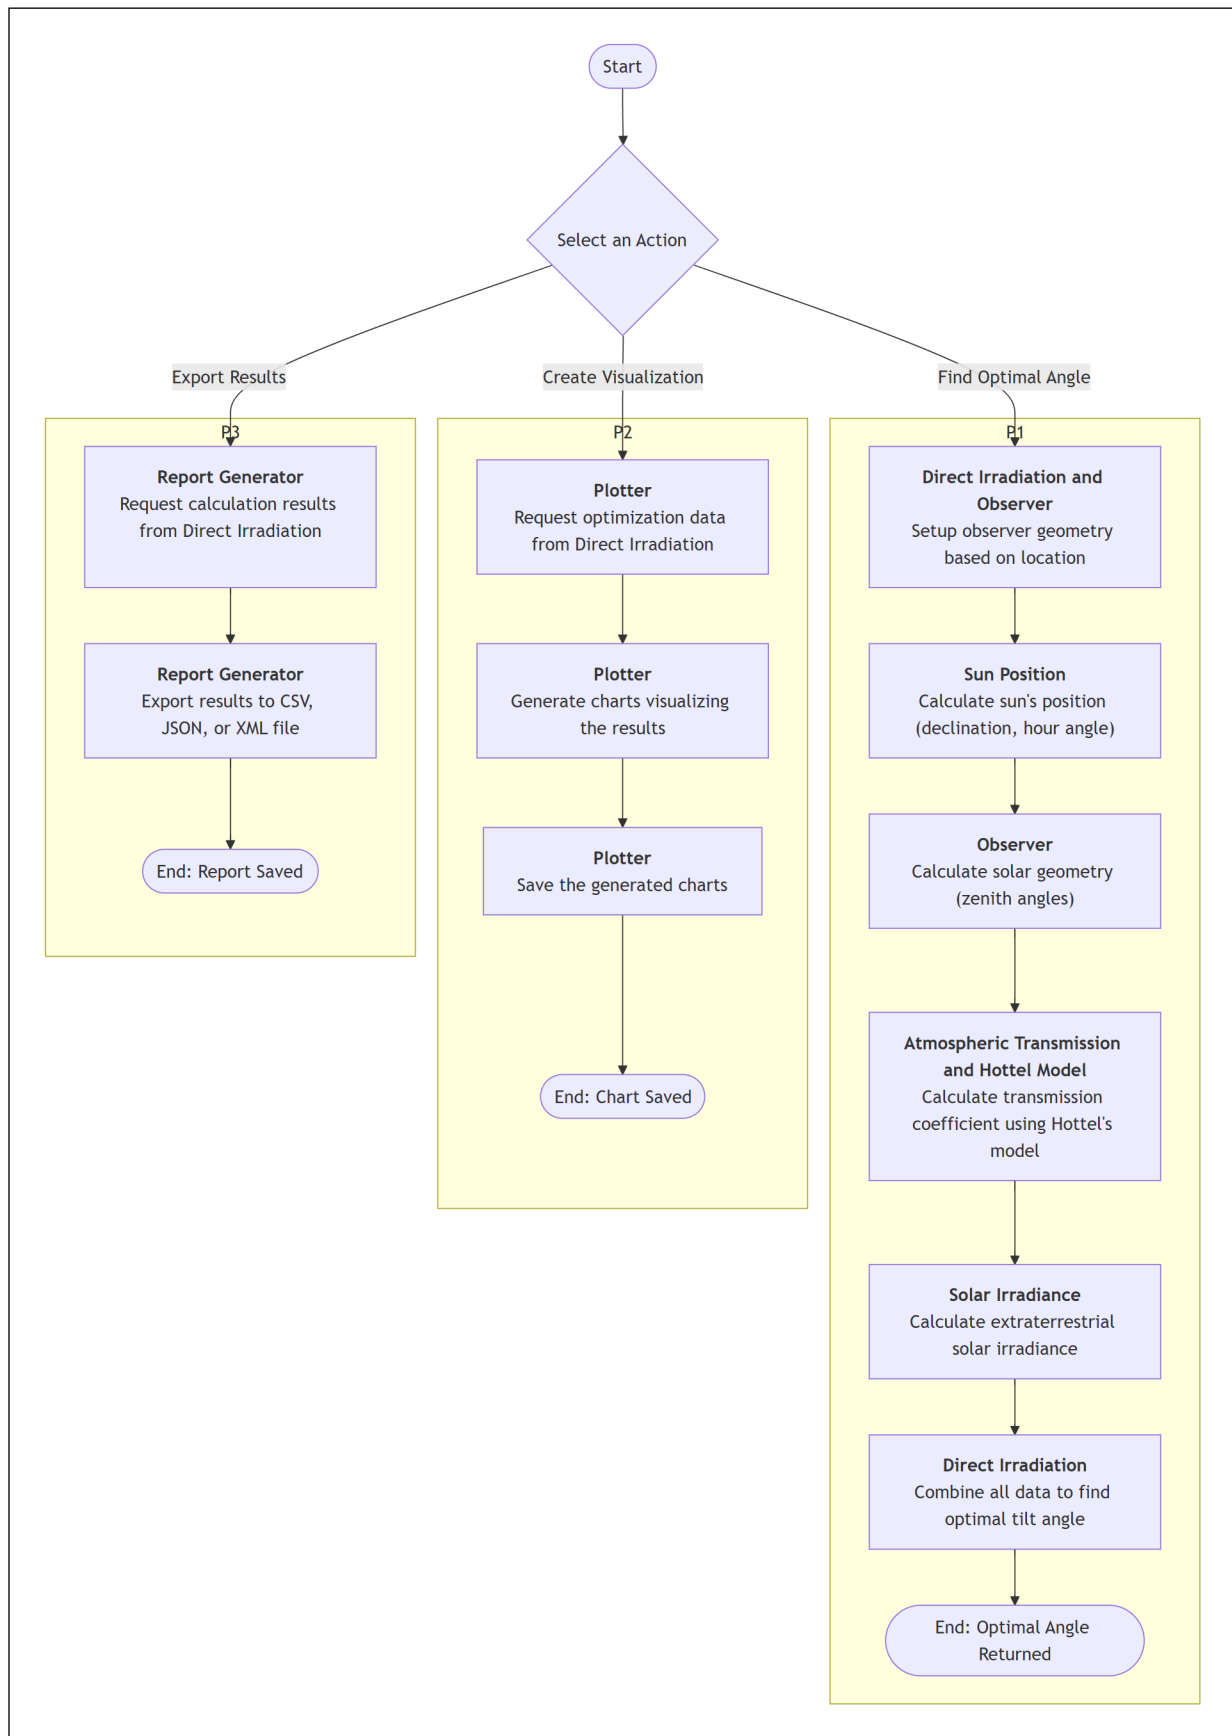 Start
Select an Action
Export Results
Create Visualization
Find Optimal Angle
P3
Report Generator
Request calculation results
from Direct Irradiation
Report Generator
Export results to CSV,
JSON, or XML file
End: Report Saved
P2
Plotter
Request optimization data
from Direct Irradiation
Plotter
Generate charts visualizing
the results
Plotter
Save the generated charts
End: Chart Saved
P1
Direct Irradiation and
Observer
Setup observer geometry
based on location
Sun Position
Calculate sun's position
(declination, hour angle)
Observer
Calculate solar geometry
(zenith angles)
Atmospheric Transmission
and Hottel Model
Calculate transmission
coefficient using Hottel's
model
Solar Irradiance
Calculate extraterrestrial
solar irradiance
Direct Irradiation
Combine all data to find
optimal tilt angle
End: Optimal Angle
Returned